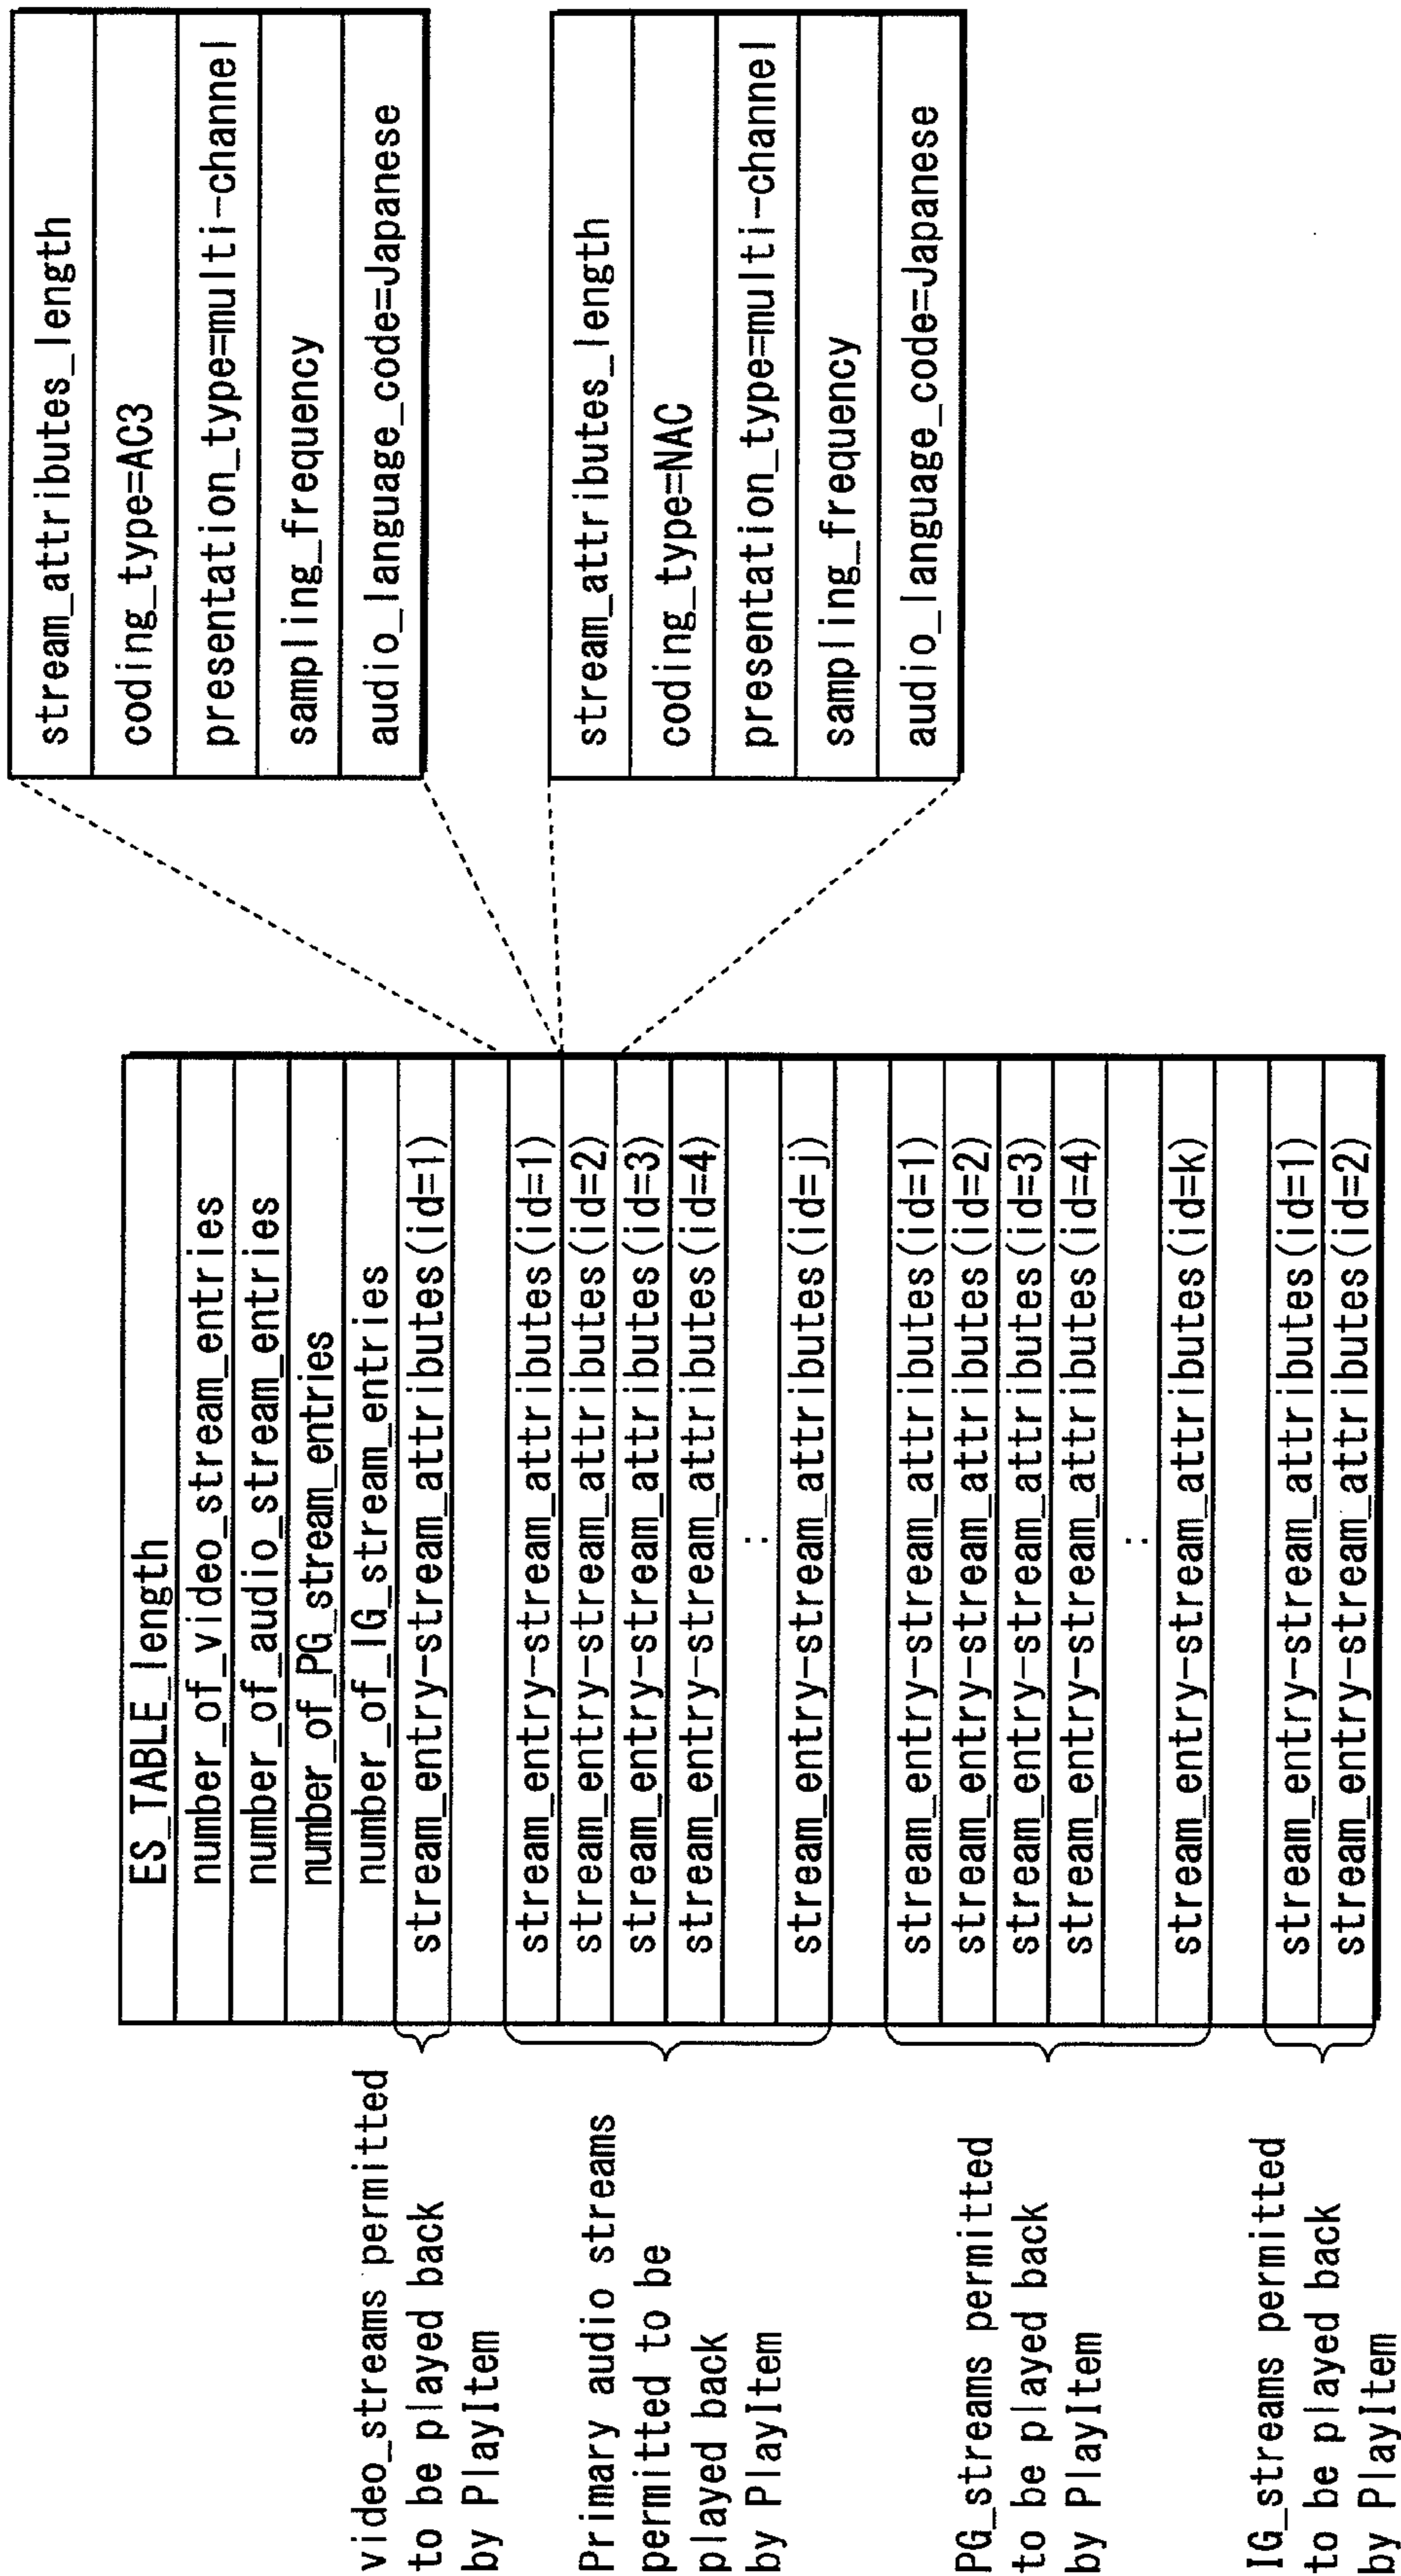 video_streams permitted
to be played back
by PlayItem
Primary audio streams
permitted to be
played back
by PlayItem
PG_streams permitted
to be played back
by PlayItem
IG_streams permitted
to be played back
by PlayItem
ES_TABLE_length
number_of_video_stream_entries
number_of_audio_stream_entries
number_of_PG_stream_entries
number_of_IG_stream_entries
stream_entry-stream_attributes(id=1)
stream_entry-stream_attributes(id=1)
stream_entry-stream_attributes(id=2)
stream_entry-stream_attributes(id=3)
stream_entry-stream_attributes(id=4)
:
stream_entry-stream_attributes(id=j)
stream_entry-stream_attributes(id=1)
stream_entry-stream_attributes(id=2)
stream_entry-stream_attributes(id=3)
stream_entry-stream_attributes(id=4)
:
stream_entry-stream_attributes(id=k)
stream_entry-stream_attributes(id=1)
stream_entry-stream_attributes(id=2)
stream_attributes_length
coding_type=AC3
presentation_type=multi-channel
sampling_frequency
audio_language_code=Japanese
stream_attributes_length
coding_type=NAC
presentation_type=multi-channel
sampling_frequency
audio_language_code=Japanese